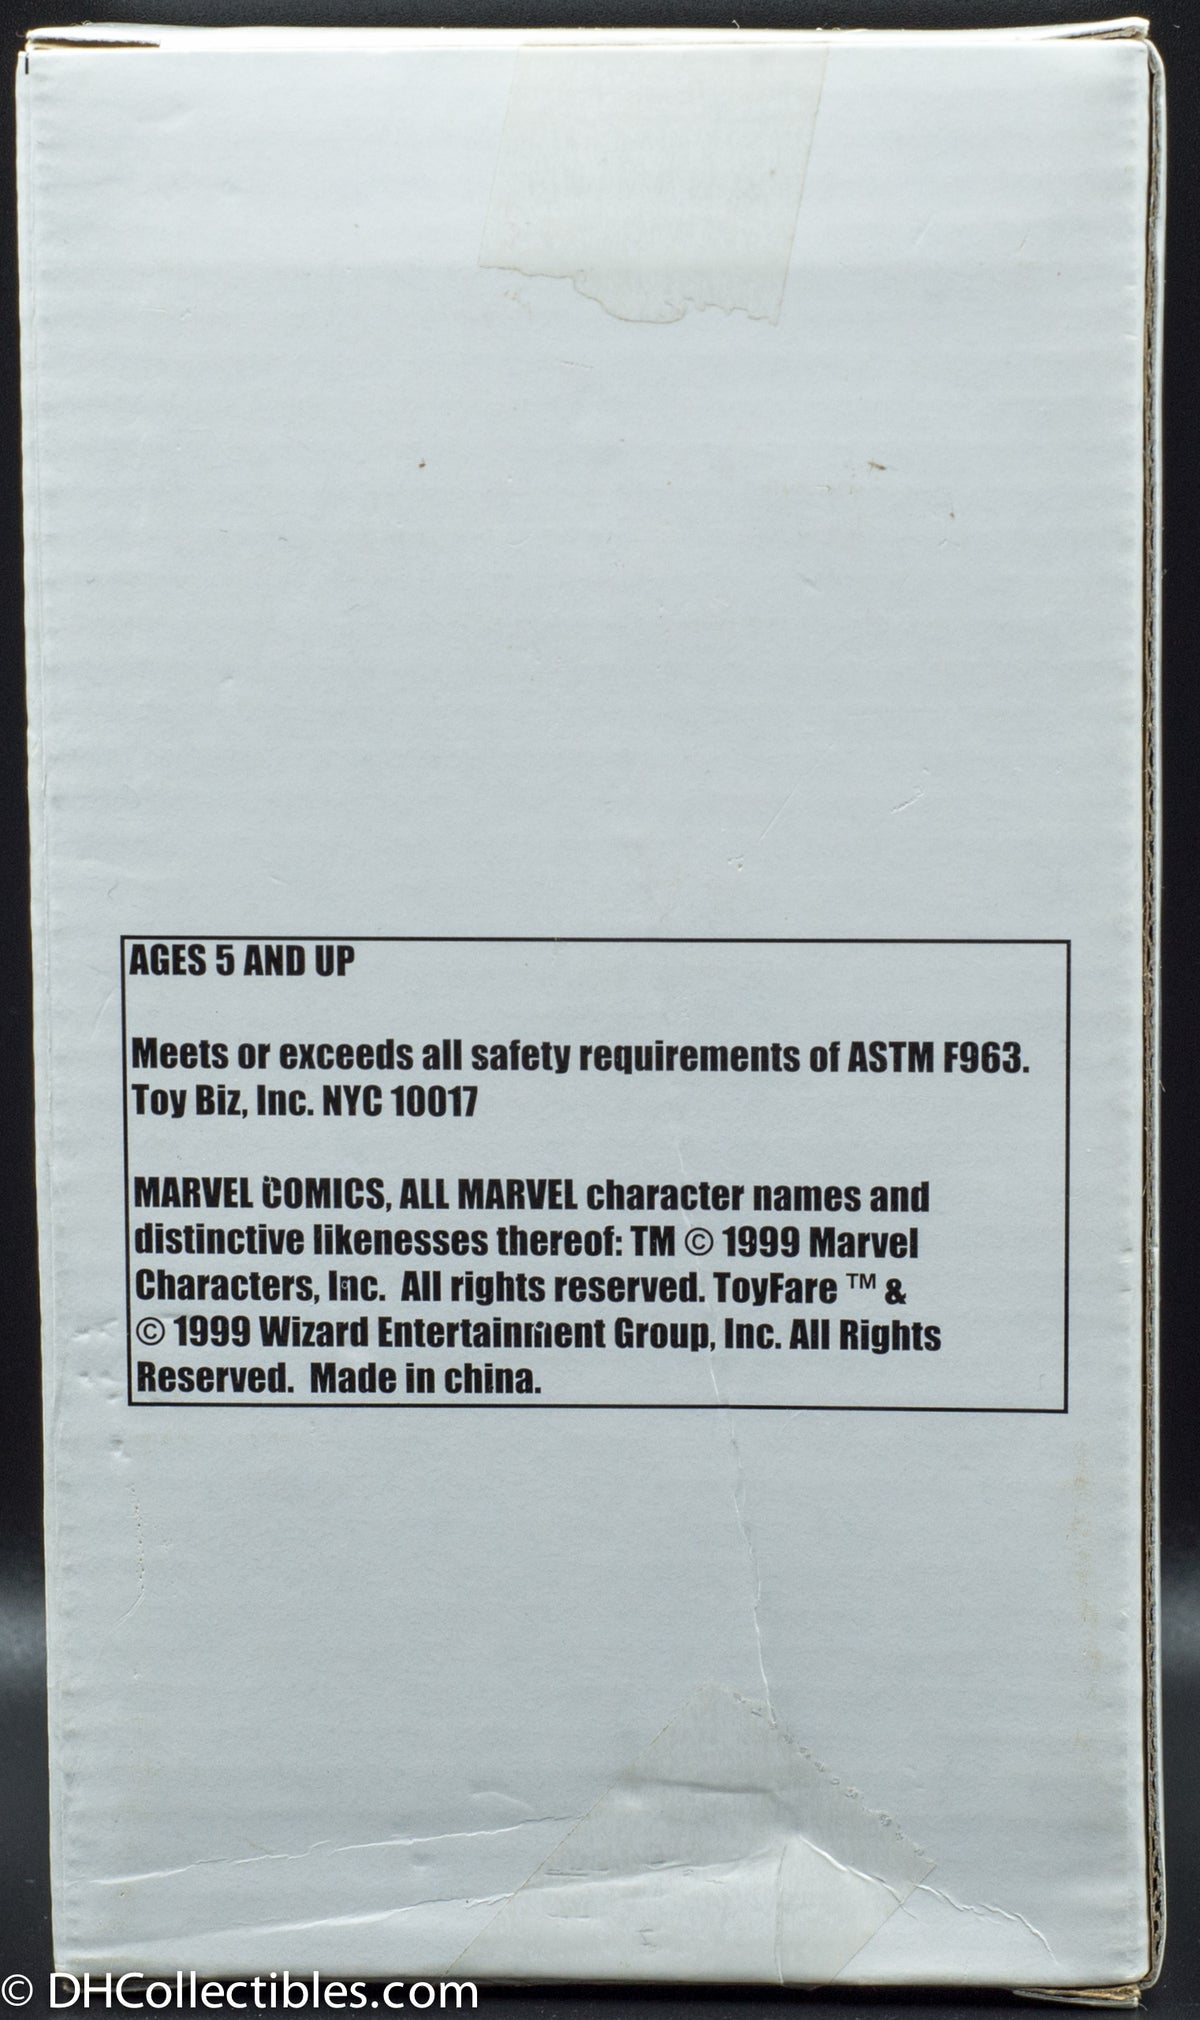 AGES 5 AND UP
Meets or exceeds all safety requirements of ASTM F963.
Toy Biz, Inc. NYC 10017
MARVEL COMICS, ALL MARVEL character names and
distinctive likenesses thereof: TM © 1999 Marvel
Characters, Inc.  All rights reserved. ToyFare ™ &
© 1999 Wizard Entertainment Group, Inc. All Rights
Reserved.  Made in china.
© DHCollectibles.com